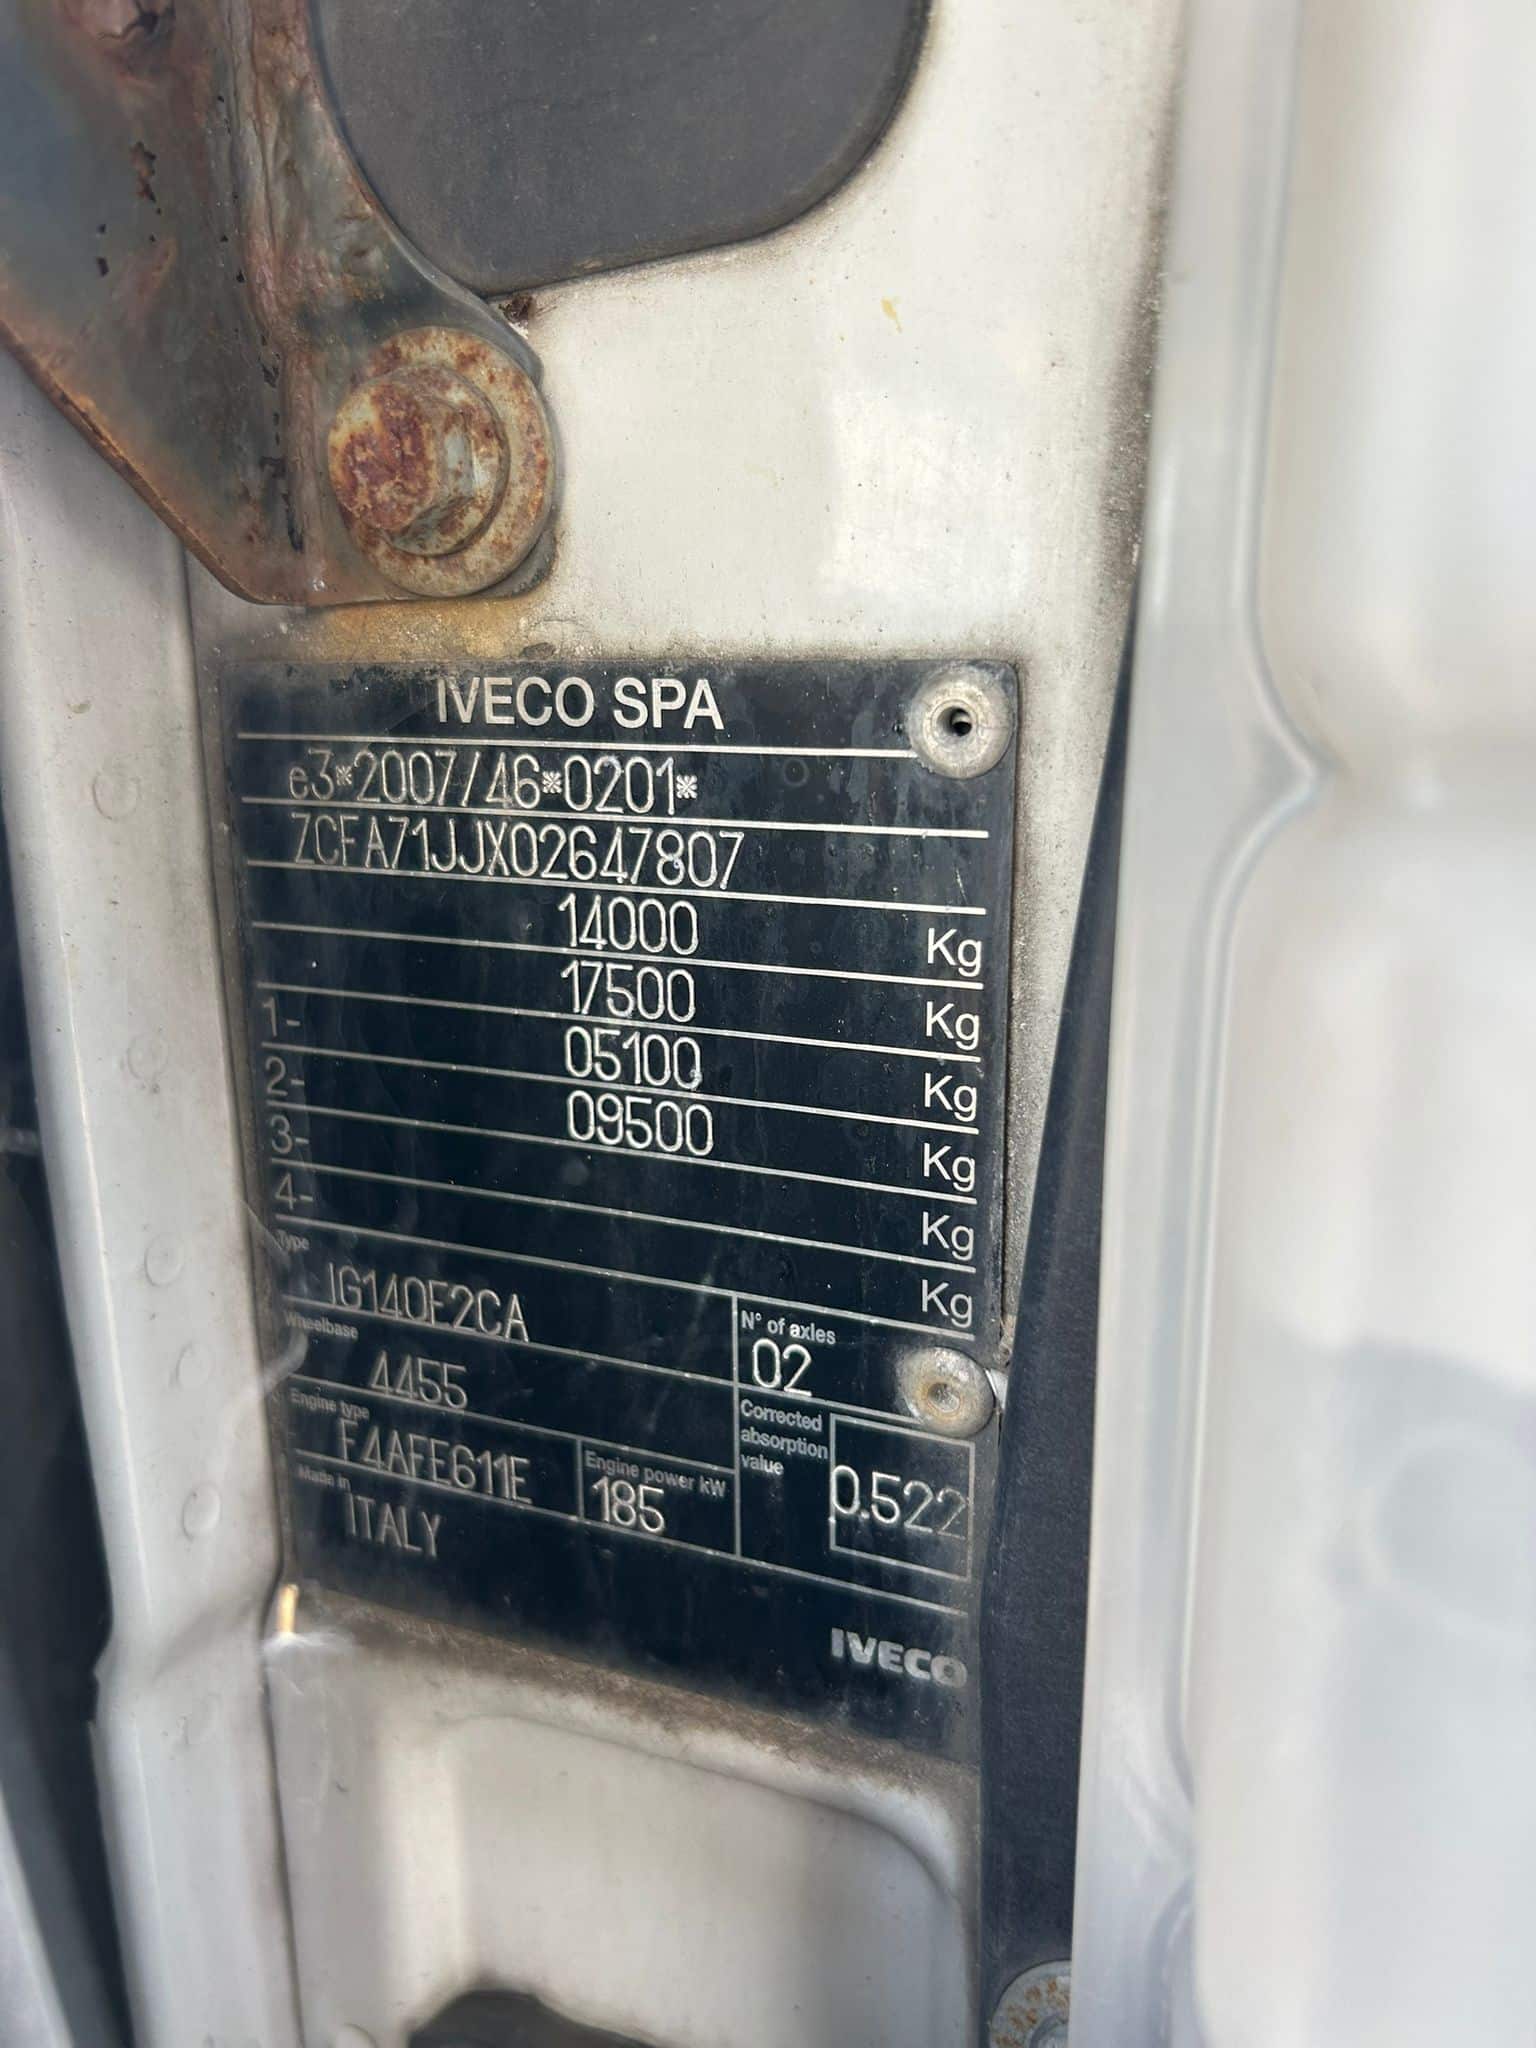 IVECO SPA
e3*2007/46*0201*
ZCFA71JJX02647807
14000 Kg
17500 Kg
1- 05100 Kg
2- 09500 Kg
3- Kg
4- Kg
Type
IG140E2CA
N° of axles
02
Wheelbase
4455
Corrected absorption value
0.522
Engine type
F4AFE611E
Engine power kW
185
Made in
ITALY
IVECO